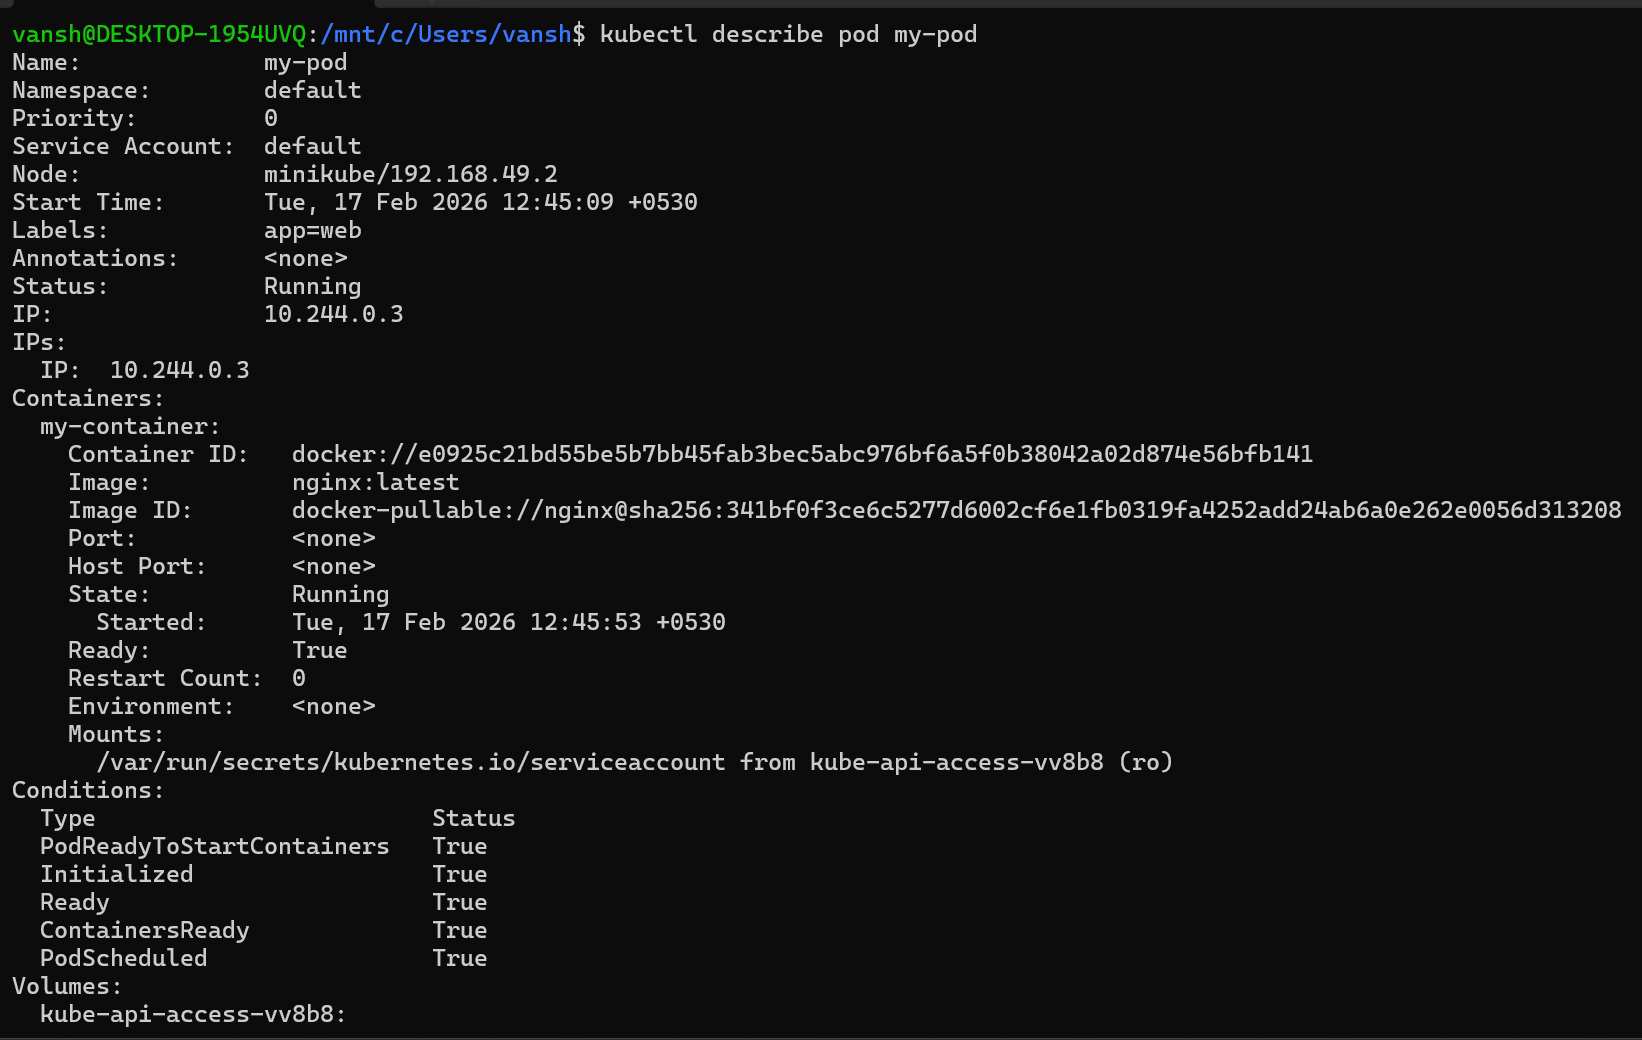 vansh@DESKTOP-1954UVQ:/mnt/c/Users/vansh$ kubectl describe pod my-pod
Name:             my-pod
Namespace:        default
Priority:         0
Service Account:  default
Node:             minikube/192.168.49.2
Start Time:       Tue, 17 Feb 2026 12:45:09 +0530
Labels:           app=web
Annotations:      <none>
Status:           Running
IP:               10.244.0.3
IPs:
  IP:  10.244.0.3
Containers:
  my-container:
    Container ID:   docker://e0925c21bd55be5b7bb45fab3bec5abc976bf6a5f0b38042a02d874e56bfb141
    Image:          nginx:latest
    Image ID:       docker-pullable://nginx@sha256:341bf0f3ce6c5277d6002cf6e1fb0319fa4252add24ab6a0e262e0056d313208
    Port:           <none>
    Host Port:      <none>
    State:          Running
      Started:      Tue, 17 Feb 2026 12:45:53 +0530
    Ready:          True
    Restart Count:  0
    Environment:    <none>
    Mounts:
      /var/run/secrets/kubernetes.io/serviceaccount from kube-api-access-vv8b8 (ro)
Conditions:
  Type                        Status
  PodReadyToStartContainers   True
  Initialized                 True
  Ready                       True
  ContainersReady             True
  PodScheduled                True
Volumes:
  kube-api-access-vv8b8: